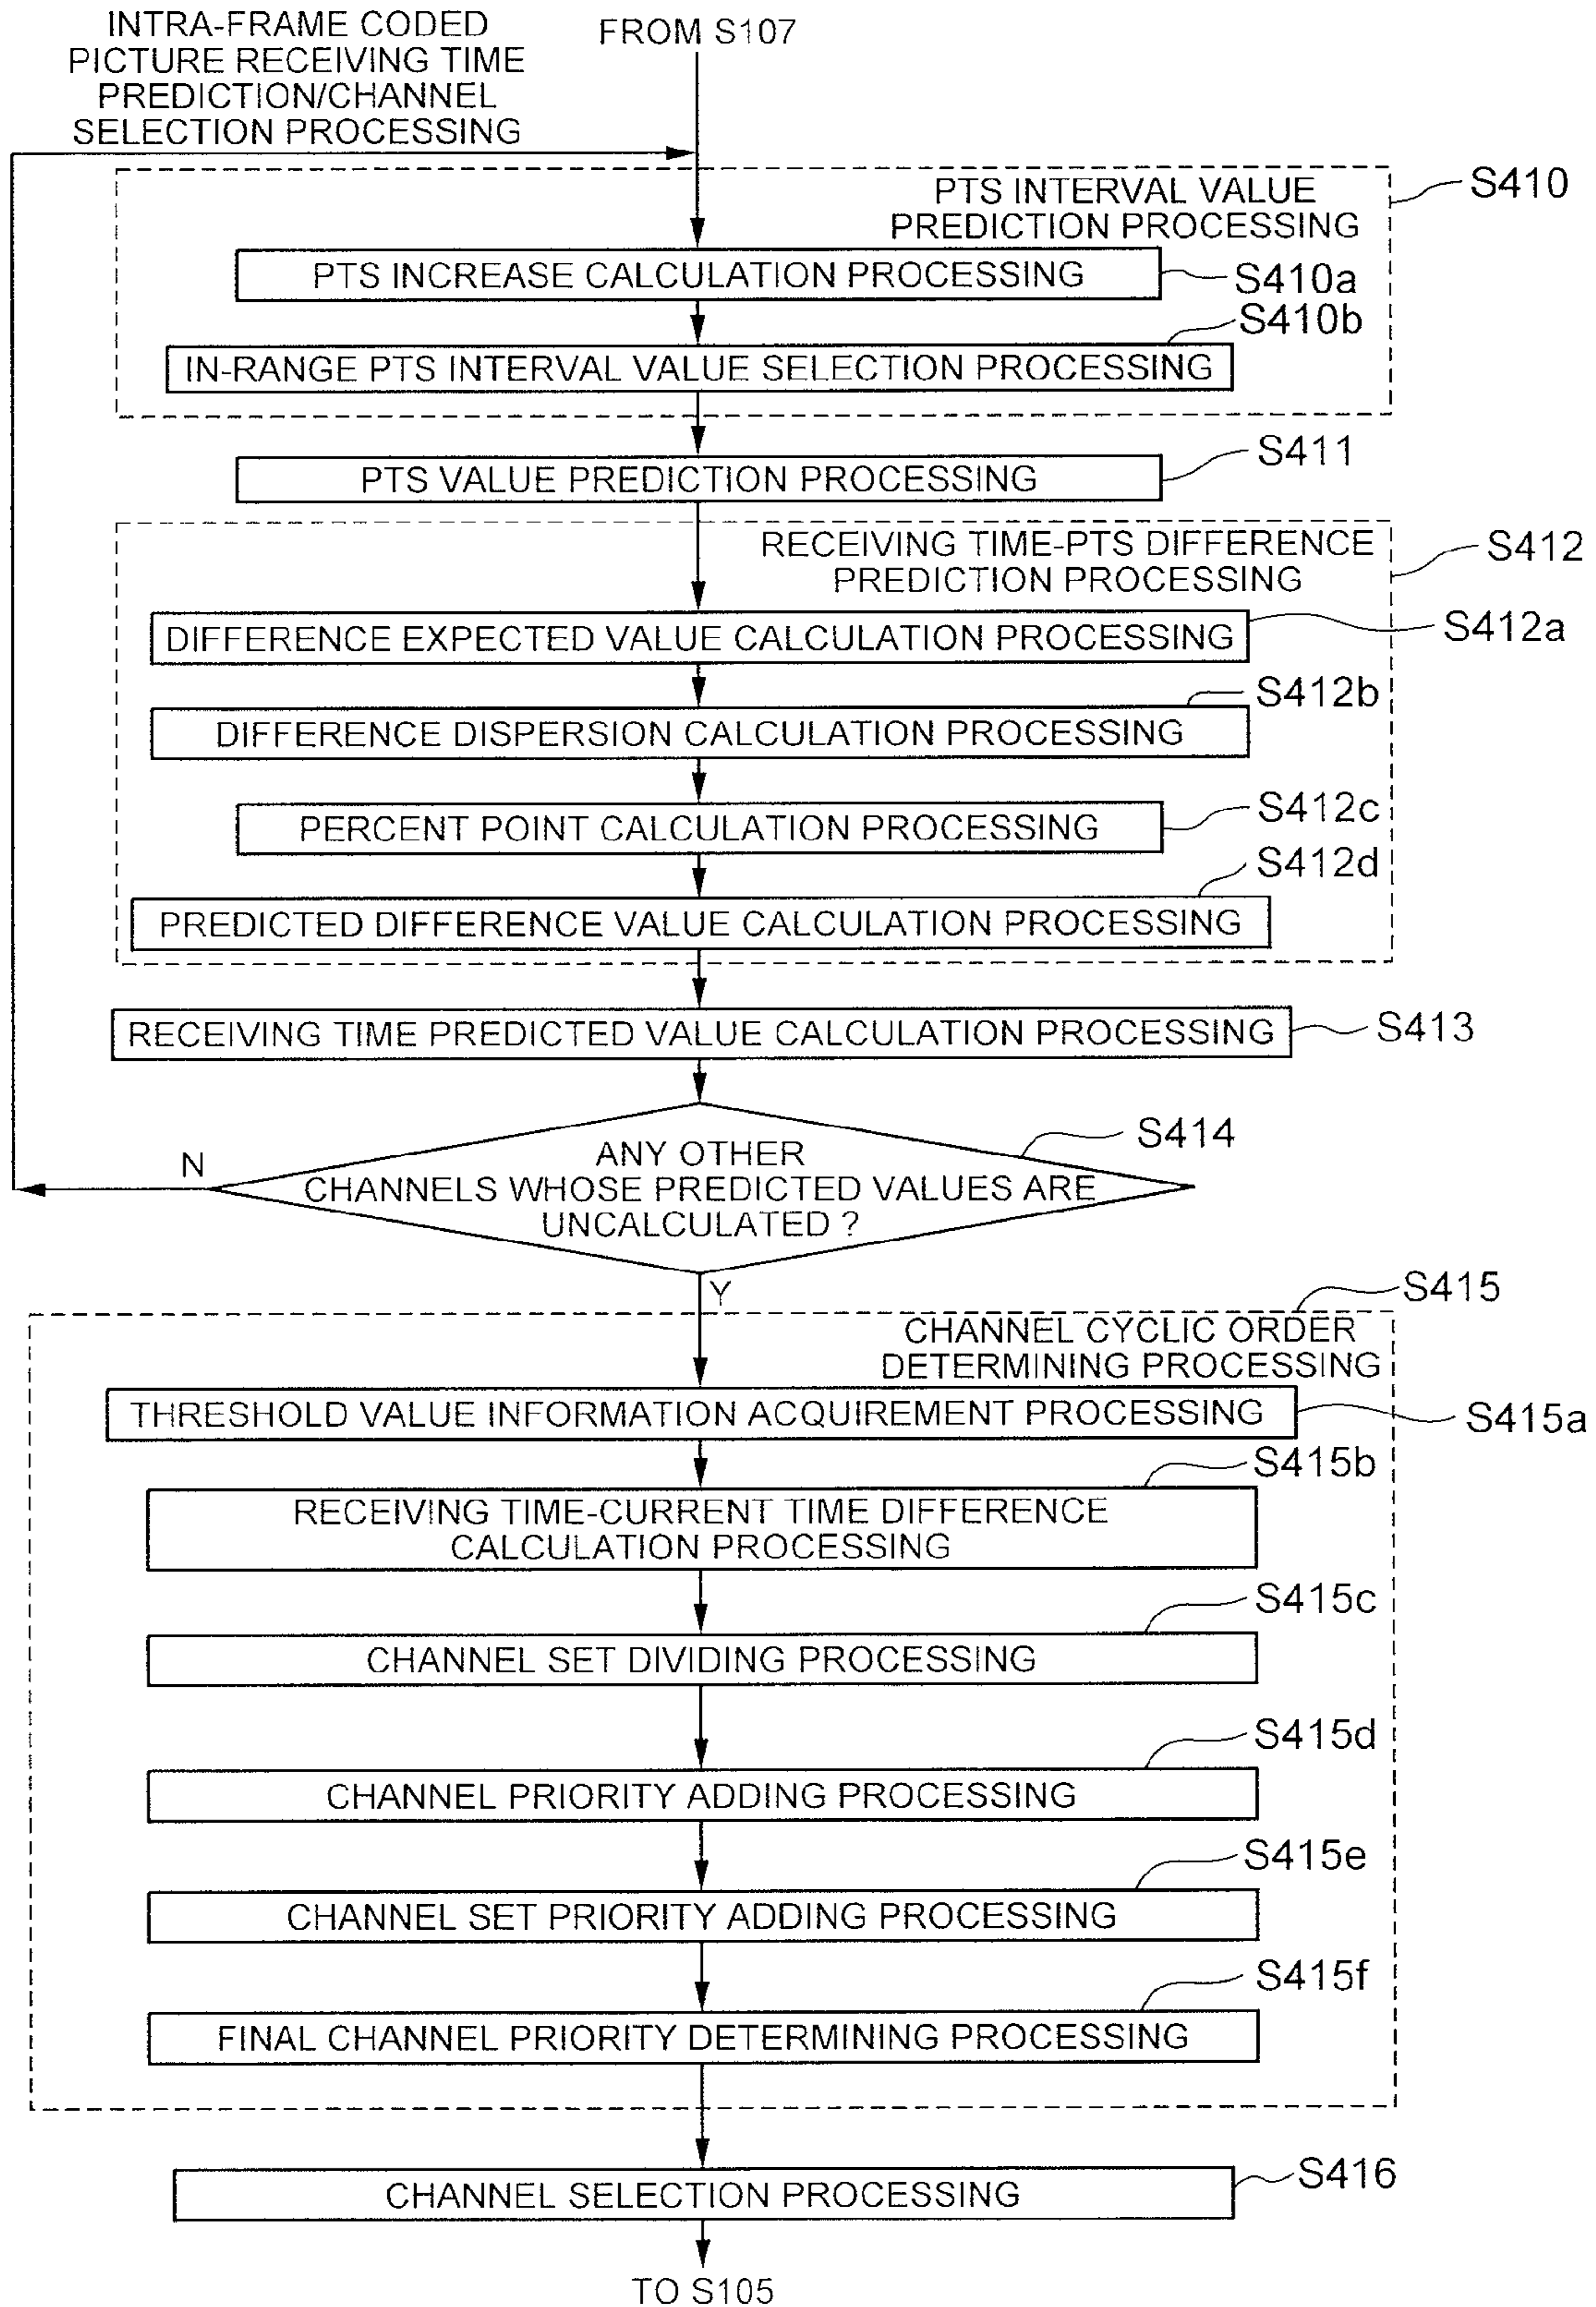 INTRA-FRAME CODED
PICTURE RECEIVING TIME
PREDICTION/CHANNEL
SELECTION PROCESSING
FROM S107
PTS INTERVAL VALUE
PREDICTION PROCESSING
S410
PTS INCREASE CALCULATION PROCESSING
S410a
S410b
IN-RANGE PTS INTERVAL VALUE SELECTION PROCESSING
PTS VALUE PREDICTION PROCESSING
S411
RECEIVING TIME-PTS DIFFERENCE
PREDICTION PROCESSING
S412
DIFFERENCE EXPECTED VALUE CALCULATION PROCESSING
S412a
S412b
DIFFERENCE DISPERSION CALCULATION PROCESSING
S412c
PERCENT POINT CALCULATION PROCESSING
S412d
PREDICTED DIFFERENCE VALUE CALCULATION PROCESSING
RECEIVING TIME PREDICTED VALUE CALCULATION PROCESSING
S413
S414
ANY OTHER
CHANNELS WHOSE PREDICTED VALUES ARE
UNCALCULATED ?
N
Y
S415
CHANNEL CYCLIC ORDER
DETERMINING PROCESSING
THRESHOLD VALUE INFORMATION ACQUIREMENT PROCESSING
S415a
S415b
RECEIVING TIME-CURRENT TIME DIFFERENCE
CALCULATION PROCESSING
S415c
CHANNEL SET DIVIDING PROCESSING
S415d
CHANNEL PRIORITY ADDING PROCESSING
S415e
CHANNEL SET PRIORITY ADDING PROCESSING
S415f
FINAL CHANNEL PRIORITY DETERMINING PROCESSING
CHANNEL SELECTION PROCESSING
S416
TO S105